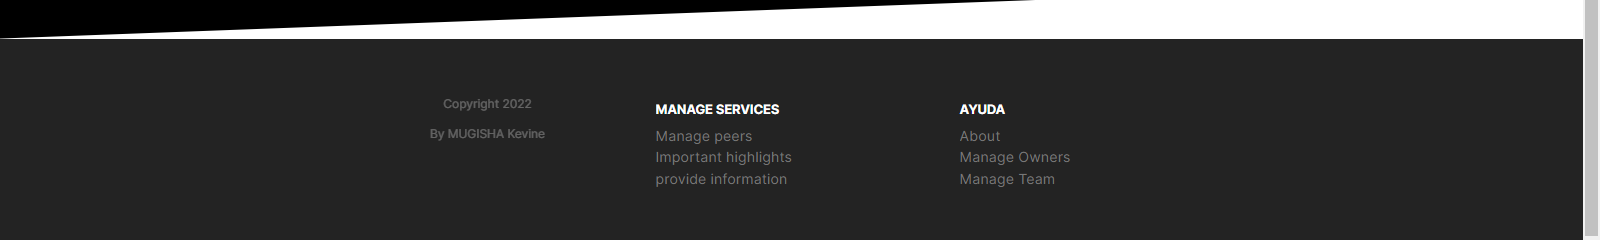 Copyright 2022
By MUGISHA Kevine
MANAGE SERVICES
Manage peers
Important highlights
provide information
AYUDA
About
Manage Owners
Manage Team